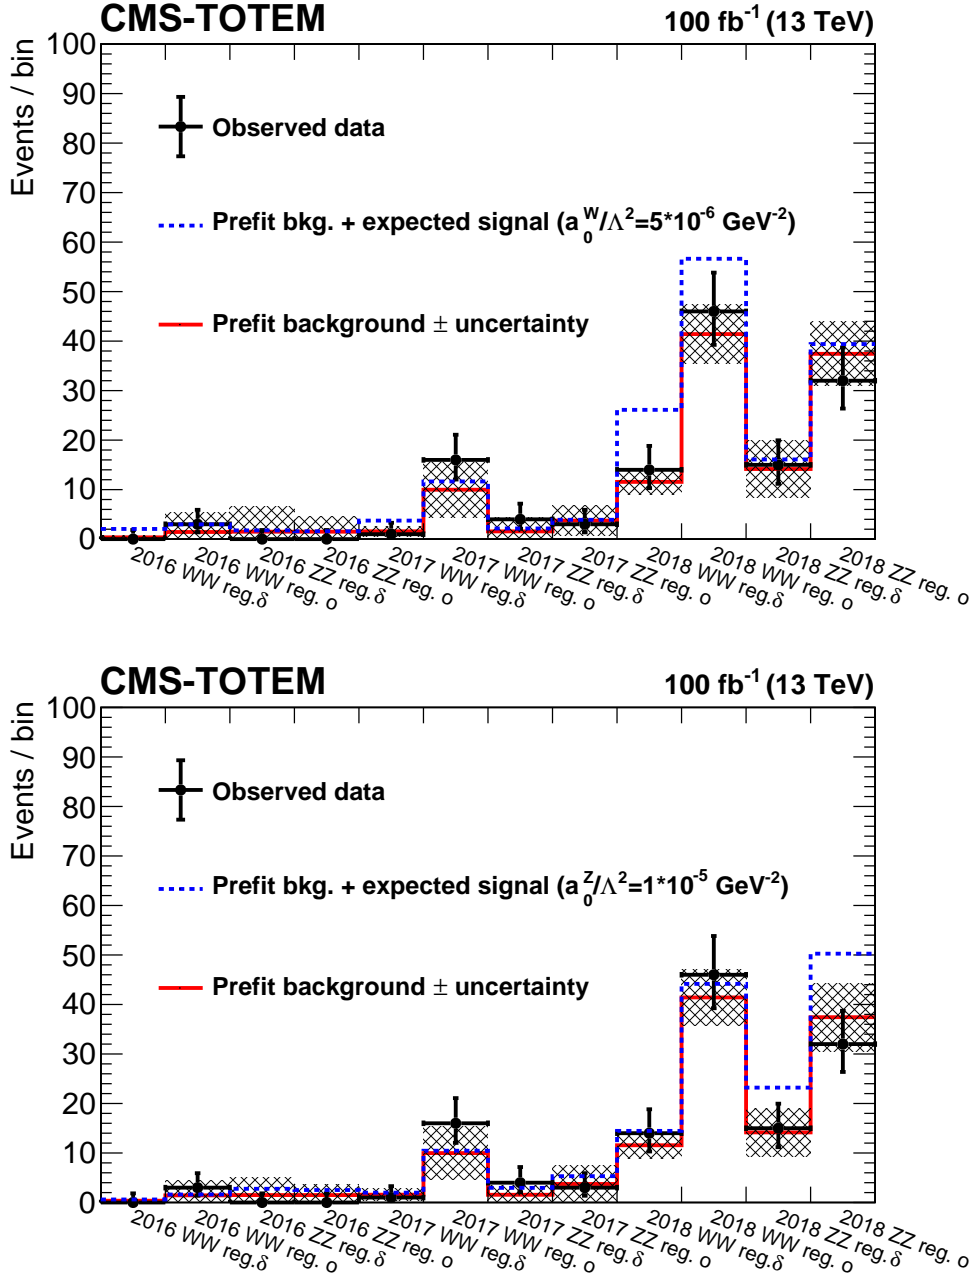 CMS-TOTEM 100 fb⁻¹ (13 TeV)
Events / bin
100
90
80
70
60
50
40
30
20
10
0
Observed data
Prefit bkg. + expected signal (a₀ᵂ/Λ²=5*10⁻⁶ GeV⁻²)
Prefit background ± uncertainty
2016 WW reg.δ
2016 WW reg. o
2016 ZZ reg.δ
2016 ZZ reg. o
2017 WW reg.δ
2017 WW reg. o
2017 ZZ reg.δ
2017 ZZ reg. o
2018 WW reg.δ
2018 WW reg. o
2018 ZZ reg.δ
2018 ZZ reg. o
CMS-TOTEM 100 fb⁻¹ (13 TeV)
Events / bin
100
90
80
70
60
50
40
30
20
10
0
Observed data
Prefit bkg. + expected signal (a₀ᶻ/Λ²=1*10⁻⁵ GeV⁻²)
Prefit background ± uncertainty
2016 WW reg.δ
2016 WW reg. o
2016 ZZ reg.δ
2016 ZZ reg. o
2017 WW reg.δ
2017 WW reg. o
2017 ZZ reg.δ
2017 ZZ reg. o
2018 WW reg.δ
2018 WW reg. o
2018 ZZ reg.δ
2018 ZZ reg. o